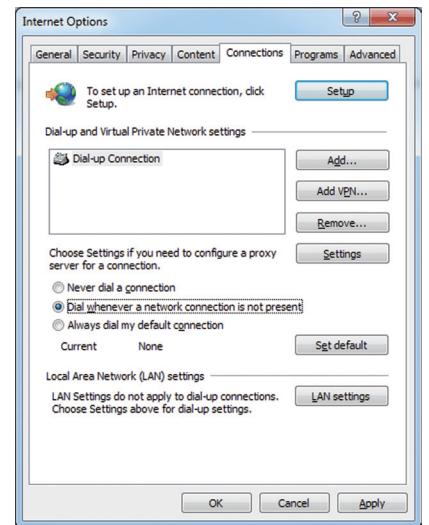 Internet Options
General Security Privacy Content Connections Programs Advanced
To set up an Internet connection, click
Setup.
Setup
Dial-up and Virtual Private Network settings
Dial-up Connection
Add...
Add VPN...
Remove...
Choose Settings if you need to configure a proxy
server for a connection.
Settings
Never dial a connection
Dial whenever a network connection is not present
Always dial my default connection
Current None
Set default
Local Area Network (LAN) settings
LAN Settings do not apply to dial-up connections.
Choose Settings above for dial-up settings.
LAN settings
OK Cancel Apply